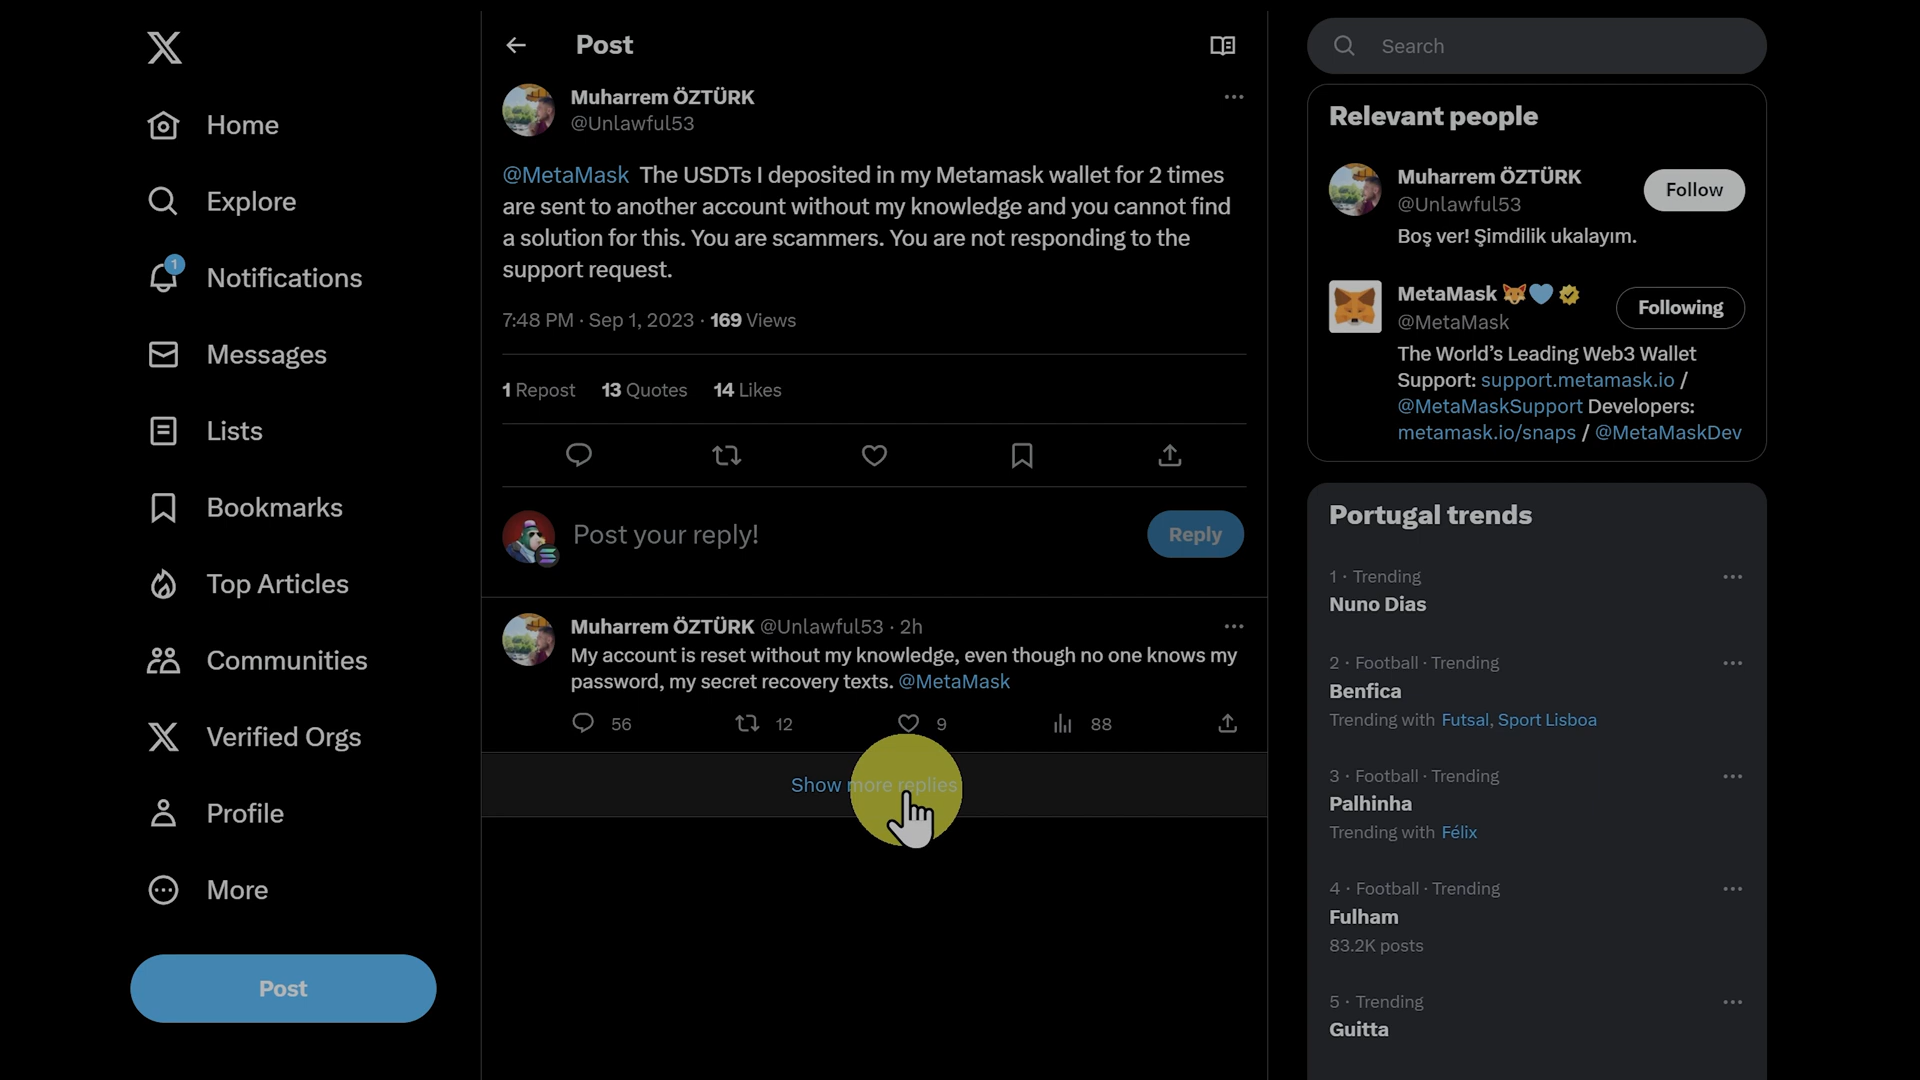 Home
Explore
1
Notifications
Messages
Lists
Bookmarks
Top Articles
Communities
Verified Orgs
Profile
More
Post
Post
Muharrem ÖZTÜRK
@Unlawful53
@MetaMask The USDTs I deposited in my Metamask wallet for 2 times
are sent to another account without my knowledge and you cannot find
a solution for this. You are scammers. You are not responding to the
support request.
7:48 PM · Sep 1, 2023 · 169 Views
1 Repost 13 Quotes 14 Likes
Post your reply!
Reply
Muharrem ÖZTÜRK @Unlawful53 · 2h
My account is reset without my knowledge, even though no one knows my
password, my secret recovery texts. @MetaMask
56 12 9 88
Show more replies
Search
Relevant people
Muharrem ÖZTÜRK
@Unlawful53
Follow
Boş ver! Şimdilik ukalayım.
MetaMask
@MetaMask
Following
The World’s Leading Web3 Wallet
Support: support.metamask.io /
@MetaMaskSupport Developers:
metamask.io/snaps / @MetaMaskDev
Portugal trends
1 · Trending
Nuno Dias
2 · Football · Trending
Benfica
Trending with Futsal, Sport Lisboa
3 · Football · Trending
Palhinha
Trending with Félix
4 · Football · Trending
Fulham
83.2K posts
5 · Trending
Guitta